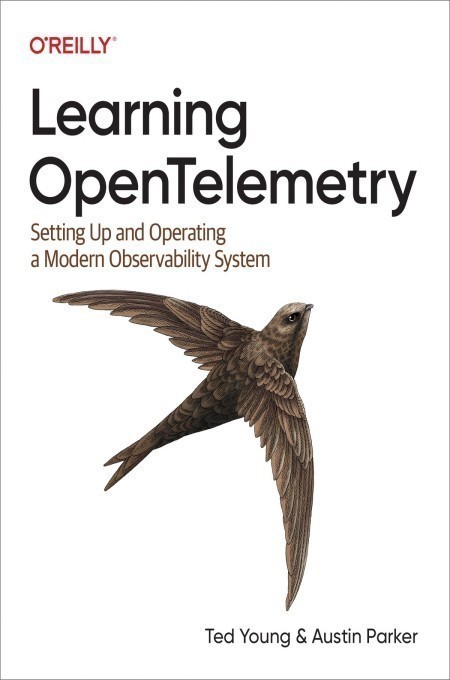 O'REILLY®
Learning
OpenTelemetry
Setting Up and Operating
a Modern Observability System
Ted Young & Austin Parker